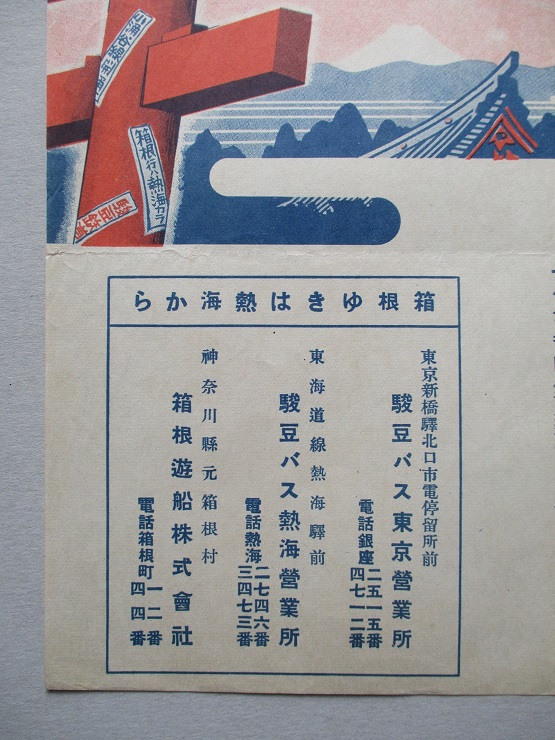 箱根行ハ熱海カラ
箱根ゆきは熱海から
東京新橋驛北口市電停留所前
駿豆バス東京營業所
電話銀座
二五一五番
四七一二番
東海道線熱海驛前
駿豆バス熱海營業所
電話熱海
二七四六番
三四七三番
神奈川縣元箱根村
箱根遊船株式會社
電話箱根町
一二番
四四番